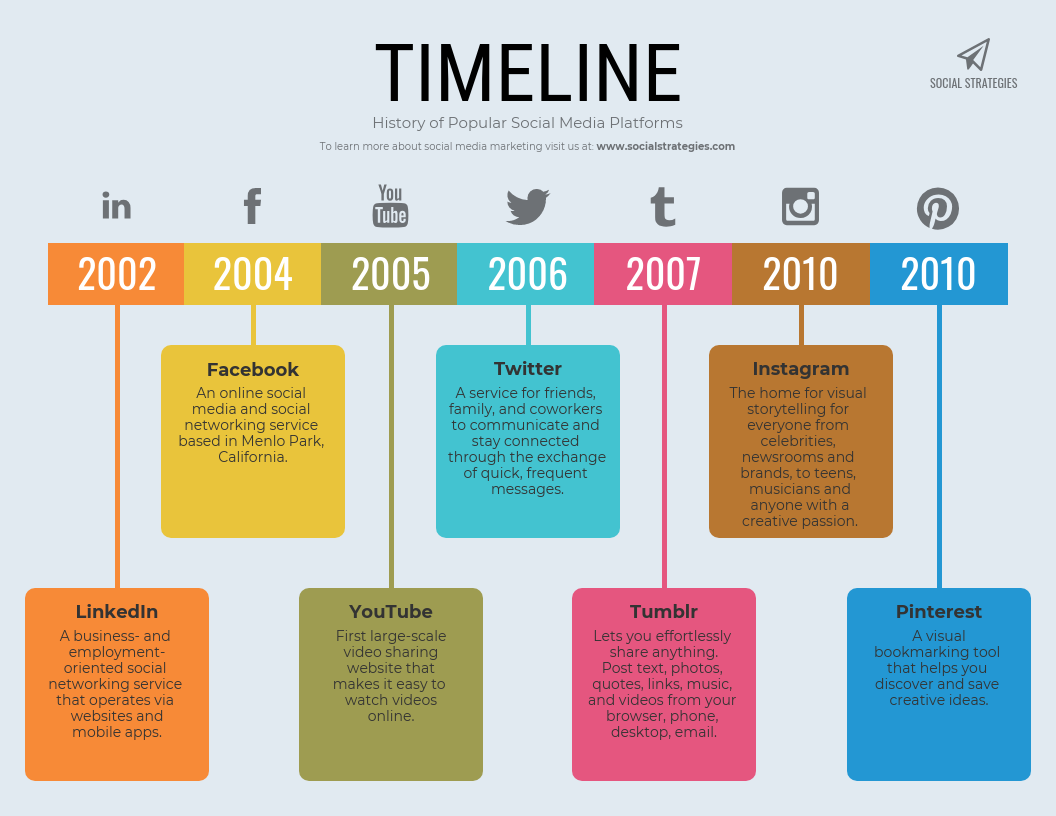 TIMELINE
SOCIAL STRATEGIES
History of Popular Social Media Platforms
To learn more about social media marketing visit us at: www.socialstrategies.com
in
f
You
Tube
t
2002
2004
2005
2006
2007
2010
2010
Facebook
An online social
media and social
networking service
based in Menlo Park,
California.
Twitter
A service for friends,
family, and coworkers
to communicate and
stay connected
through the exchange
of quick, frequent
messages.
Instagram
The home for visual
storytelling for
everyone from
celebrities,
newsrooms and
brands, to teens,
musicians and
anyone with a
creative passion.
LinkedIn
A business- and
employment-
oriented social
networking service
that operates via
websites and
mobile apps.
YouTube
First large-scale
video sharing
website that
makes it easy to
watch videos
online.
Tumblr
Lets you effortlessly
share anything.
Post text, photos,
quotes, links, music,
and videos from your
browser, phone,
desktop, email.
Pinterest
A visual
bookmarking tool
that helps you
discover and save
creative ideas.